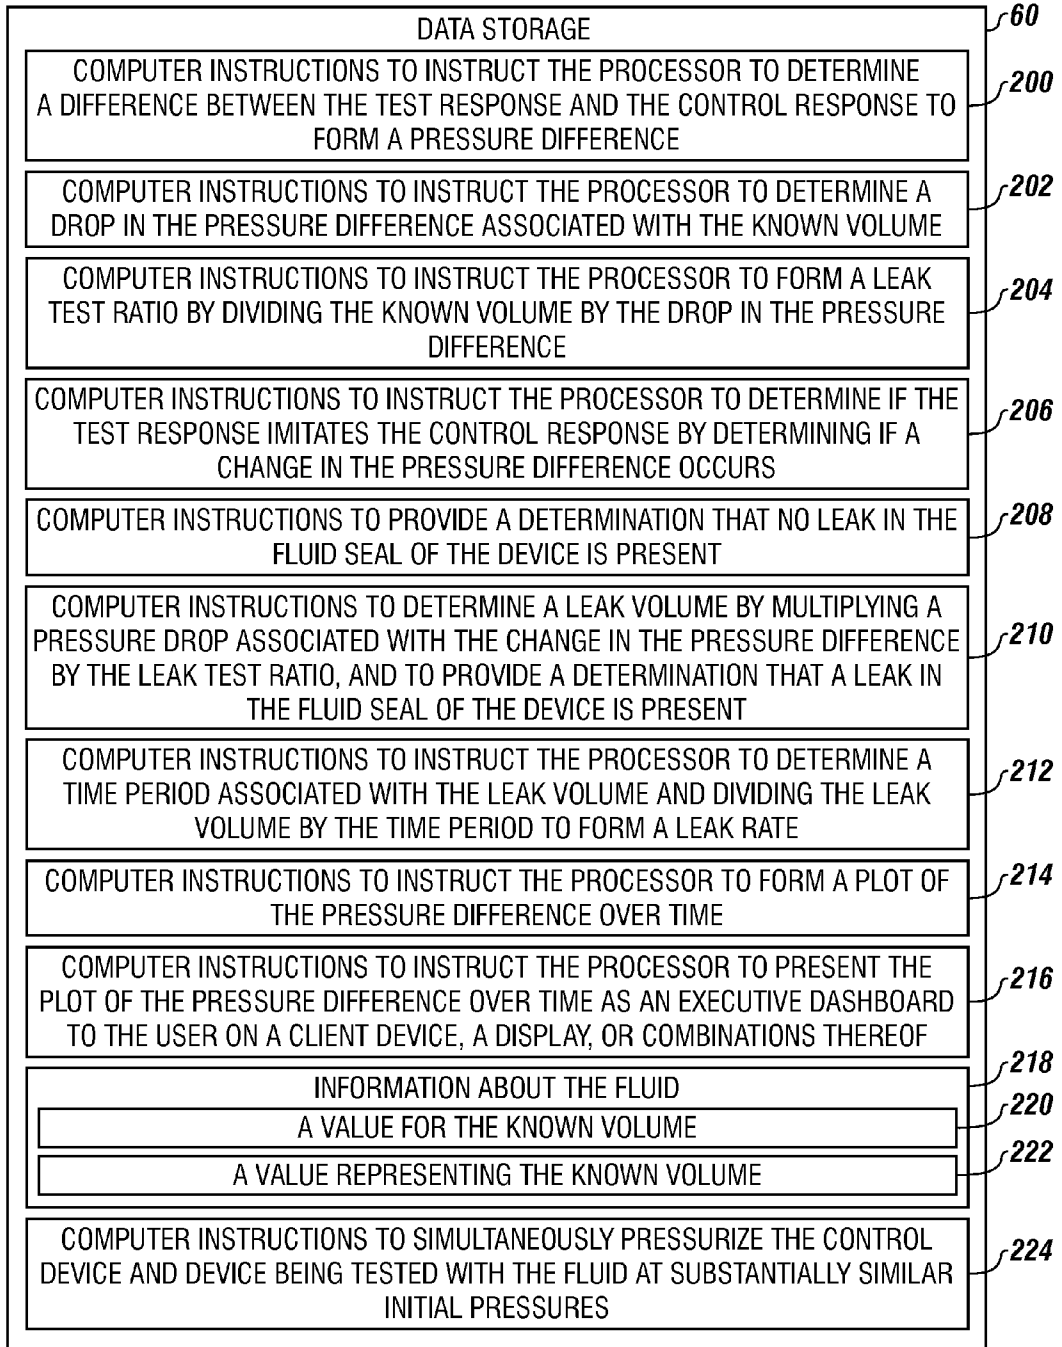 DATA STORAGE
60
COMPUTER INSTRUCTIONS TO INSTRUCT THE PROCESSOR TO DETERMINE
A DIFFERENCE BETWEEN THE TEST RESPONSE AND THE CONTROL RESPONSE TO
FORM A PRESSURE DIFFERENCE
200
COMPUTER INSTRUCTIONS TO INSTRUCT THE PROCESSOR TO DETERMINE A
DROP IN THE PRESSURE DIFFERENCE ASSOCIATED WITH THE KNOWN VOLUME
202
COMPUTER INSTRUCTIONS TO INSTRUCT THE PROCESSOR TO FORM A LEAK
TEST RATIO BY DIVIDING THE KNOWN VOLUME BY THE DROP IN THE PRESSURE
DIFFERENCE
204
COMPUTER INSTRUCTIONS TO INSTRUCT THE PROCESSOR TO DETERMINE IF THE
TEST RESPONSE IMITATES THE CONTROL RESPONSE BY DETERMINING IF A
CHANGE IN THE PRESSURE DIFFERENCE OCCURS
206
COMPUTER INSTRUCTIONS TO PROVIDE A DETERMINATION THAT NO LEAK IN THE
FLUID SEAL OF THE DEVICE IS PRESENT
208
COMPUTER INSTRUCTIONS TO DETERMINE A LEAK VOLUME BY MULTIPLYING A
PRESSURE DROP ASSOCIATED WITH THE CHANGE IN THE PRESSURE DIFFERENCE
BY THE LEAK TEST RATIO, AND TO PROVIDE A DETERMINATION THAT A LEAK IN
THE FLUID SEAL OF THE DEVICE IS PRESENT
210
COMPUTER INSTRUCTIONS TO INSTRUCT THE PROCESSOR TO DETERMINE A
TIME PERIOD ASSOCIATED WITH THE LEAK VOLUME AND DIVIDING THE LEAK
VOLUME BY THE TIME PERIOD TO FORM A LEAK RATE
212
COMPUTER INSTRUCTIONS TO INSTRUCT THE PROCESSOR TO FORM A PLOT OF
THE PRESSURE DIFFERENCE OVER TIME
214
COMPUTER INSTRUCTIONS TO INSTRUCT THE PROCESSOR TO PRESENT THE
PLOT OF THE PRESSURE DIFFERENCE OVER TIME AS AN EXECUTIVE DASHBOARD
TO THE USER ON A CLIENT DEVICE, A DISPLAY, OR COMBINATIONS THEREOF
216
INFORMATION ABOUT THE FLUID
218
A VALUE FOR THE KNOWN VOLUME
220
A VALUE REPRESENTING THE KNOWN VOLUME
222
COMPUTER INSTRUCTIONS TO SIMULTANEOUSLY PRESSURIZE THE CONTROL
DEVICE AND DEVICE BEING TESTED WITH THE FLUID AT SUBSTANTIALLY SIMILAR
INITIAL PRESSURES
224